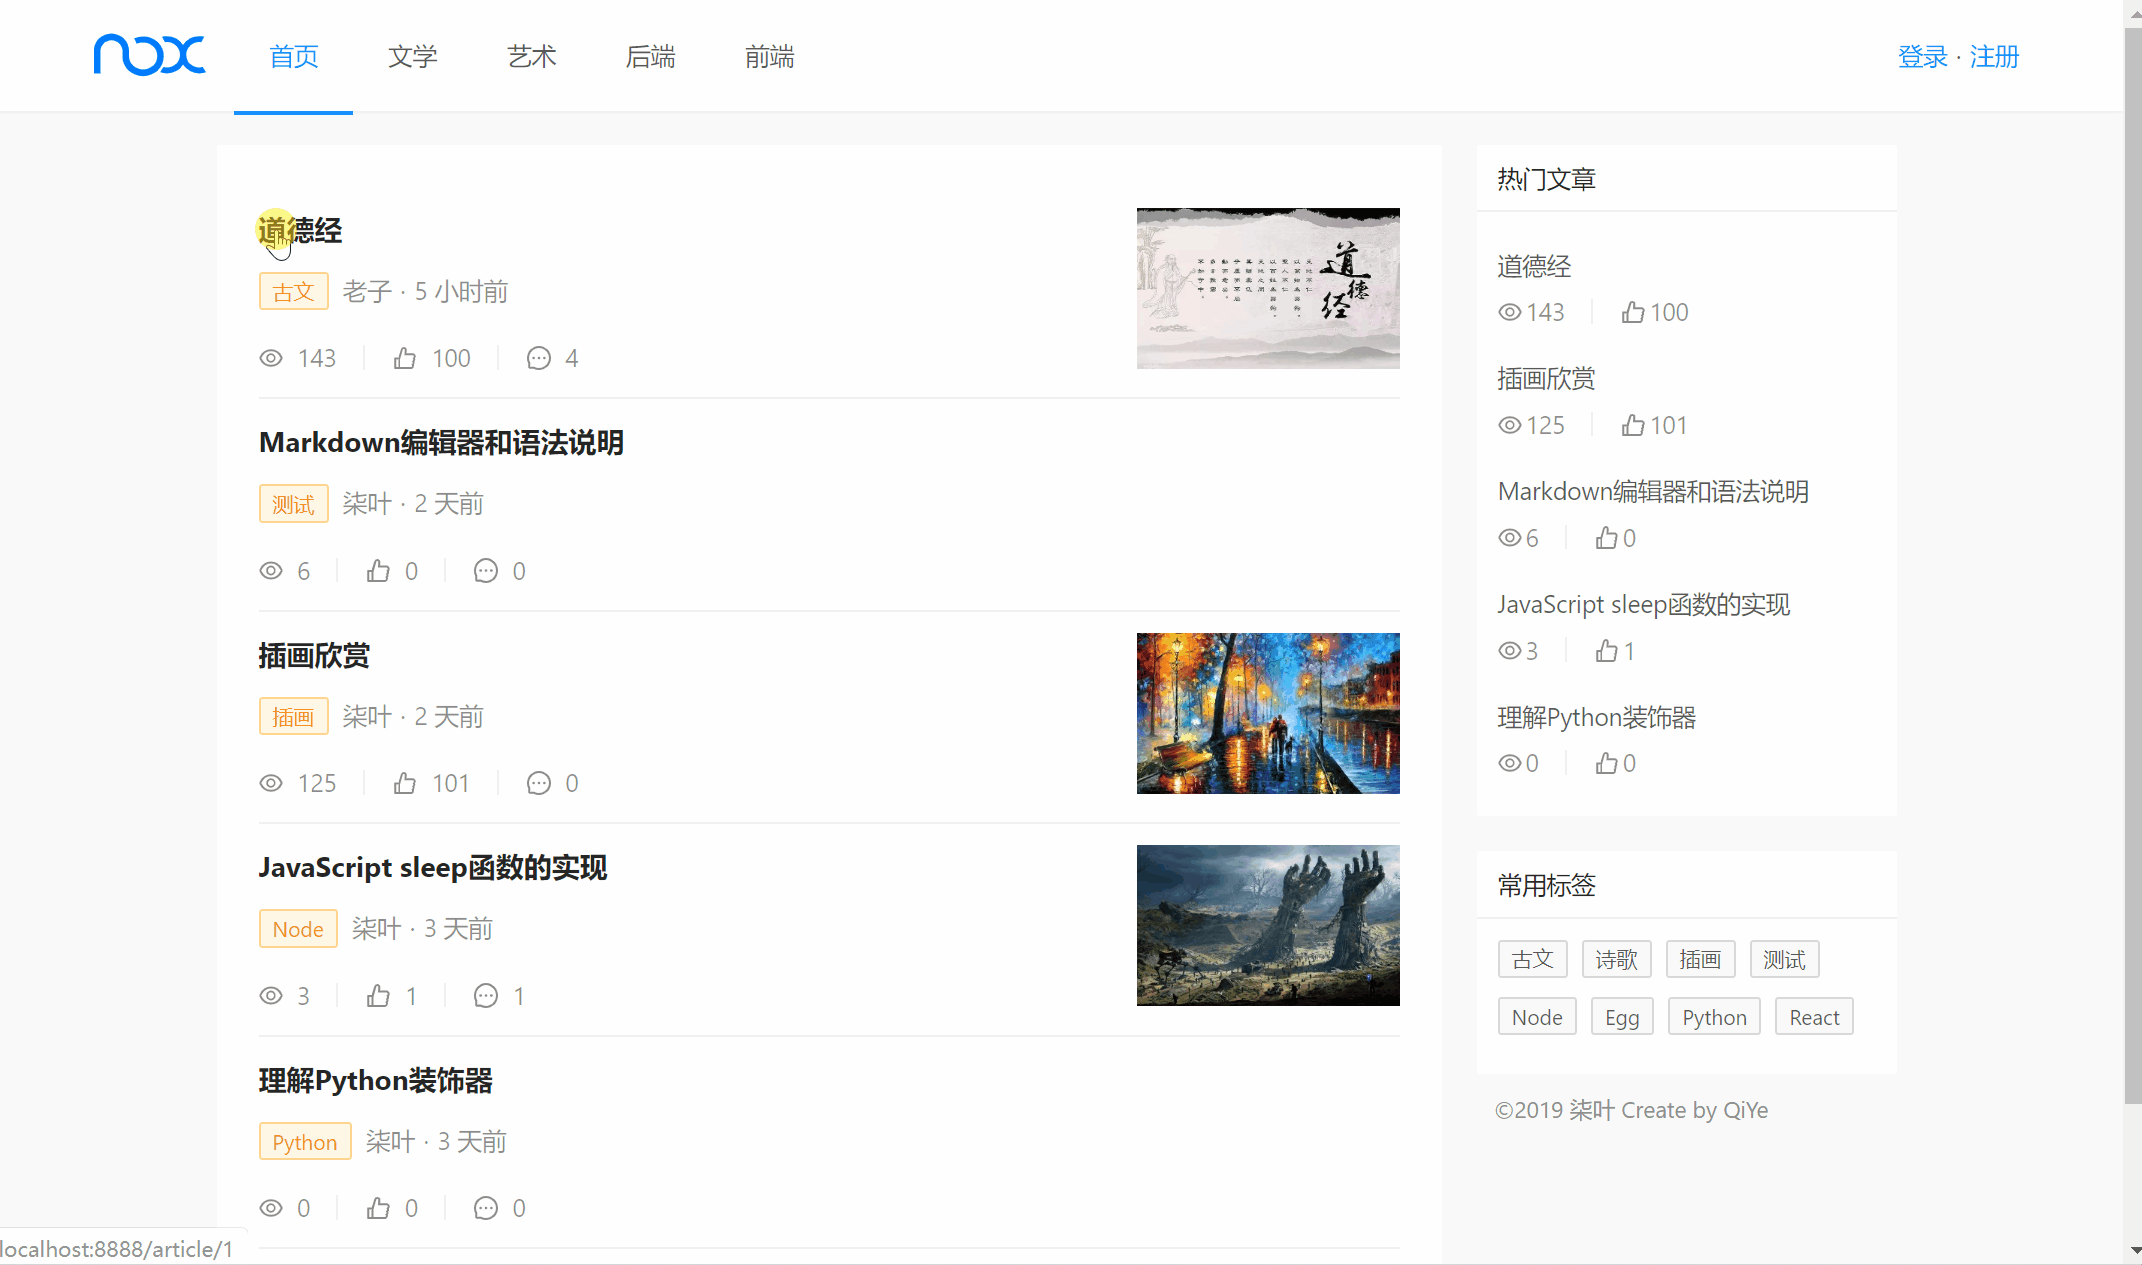 nox
首页 文学 艺术 后端 前端
登录 · 注册
道德经
古文 老子 · 5 小时前
143 100 4
道德经
Markdown编辑器和语法说明
测试 柒叶 · 2 天前
6 0 0
插画欣赏
插画 柒叶 · 2 天前
125 101 0
JavaScript sleep函数的实现
Node 柒叶 · 3 天前
3 1 1
理解Python装饰器
Python 柒叶 · 3 天前
0 0 0
热门文章
道德经
143 100
插画欣赏
125 101
Markdown编辑器和语法说明
6 0
JavaScript sleep函数的实现
3 1
理解Python装饰器
0 0
常用标签
古文 诗歌 插画 测试
Node Egg Python React
©2019 柒叶 Create by QiYe
localhost:8888/article/1